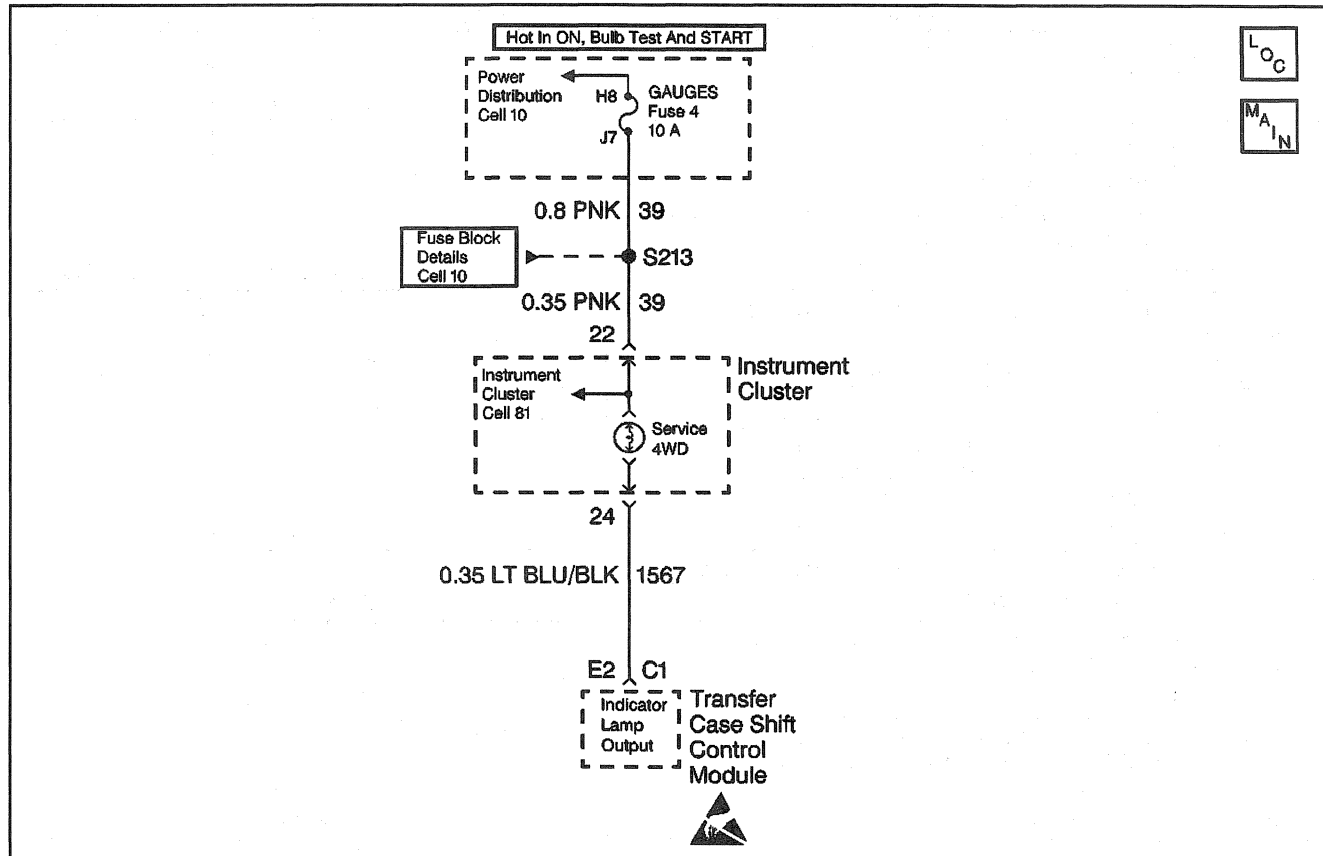 Hot In ON, Bulb Test And START
Power
Distribution
Cell 10
H8
GAUGES
Fuse 4
10 A
J7
LOC
MAIN
0.8 PNK 39
Fuse Block
Details
Cell 10
S213
0.35 PNK 39
22
Instrument
Cluster
Instrument
Cluster
Cell 81
Service
4WD
24
0.35 LT BLU/BLK 1567
E2 C1
Indicator
Lamp
Output
Transfer
Case Shift
Control
Module